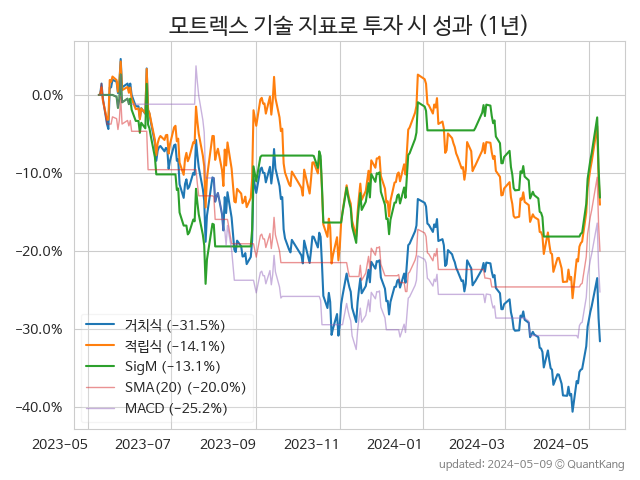 모트렉스 기술 지표로 투자 시 성과 (1년)
0.0%
−10.0%
−20.0%
−30.0%
−40.0%
거치식 (−31.5%)
적립식 (−14.1%)
SigM (−13.1%)
SMA(20) (−20.0%)
MACD (−25.2%)
2023-05
2023-07
2023-09
2023-11
2024-01
2024-03
2024-05
updated: 2024-05-09 © QuantKang